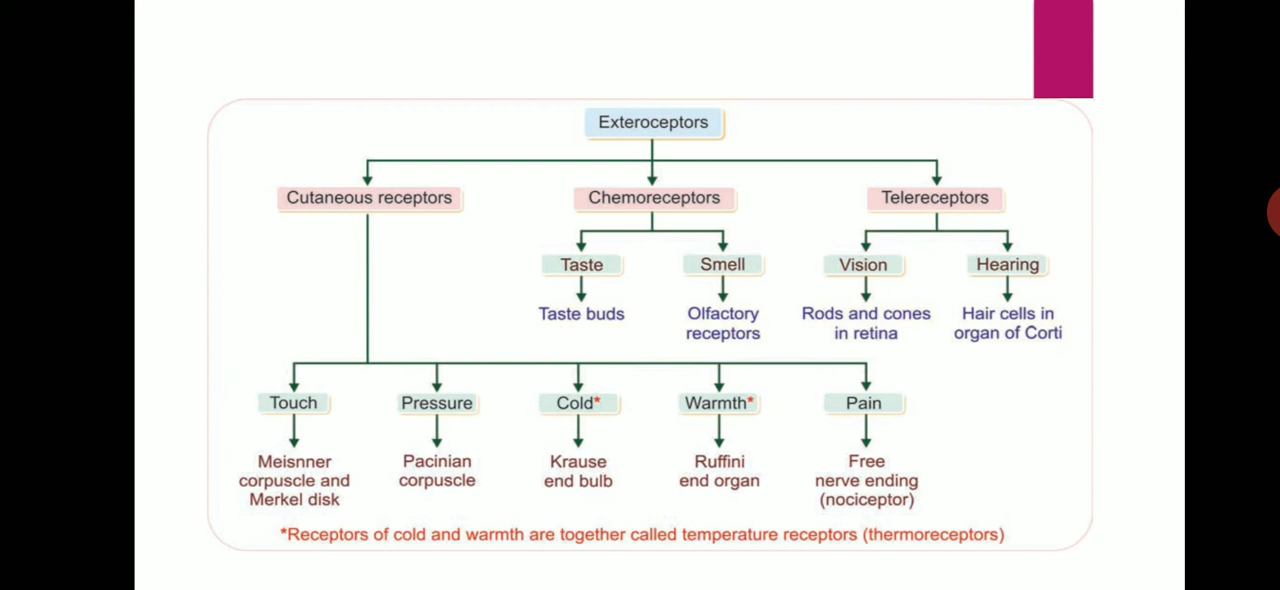 Exteroceptors
Cutaneous receptors
Chemoreceptors
Telereceptors
Taste
Smell
Vision
Hearing
Taste buds
Olfactory
receptors
Rods and cones
in retina
Hair cells in
organ of Corti
Touch
Pressure
Cold*
Warmth*
Pain
Meisnner
corpuscle and
Merkel disk
Pacinian
corpuscle
Krause
end bulb
Ruffini
end organ
Free
nerve ending
(nociceptor)
*Receptors of cold and warmth are together called temperature receptors (thermoreceptors)